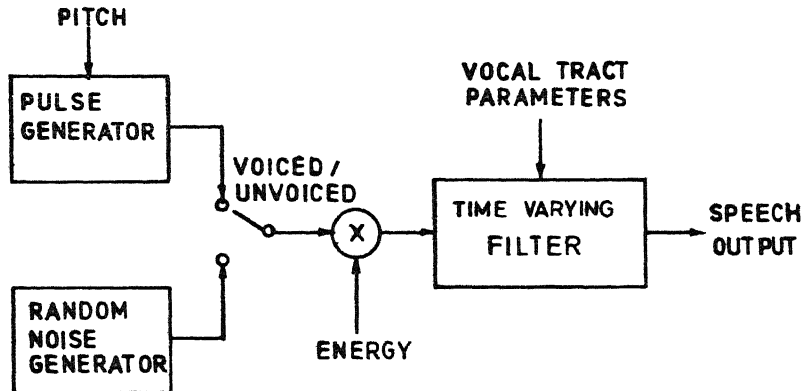 PITCH
PULSE
GENERATOR
VOICED /
UNVOICED
VOCAL TRACT
PARAMETERS
X
TIME VARYING
FILTER
SPEECH
OUTPUT
RANDOM
NOISE
GENERATOR
ENERGY